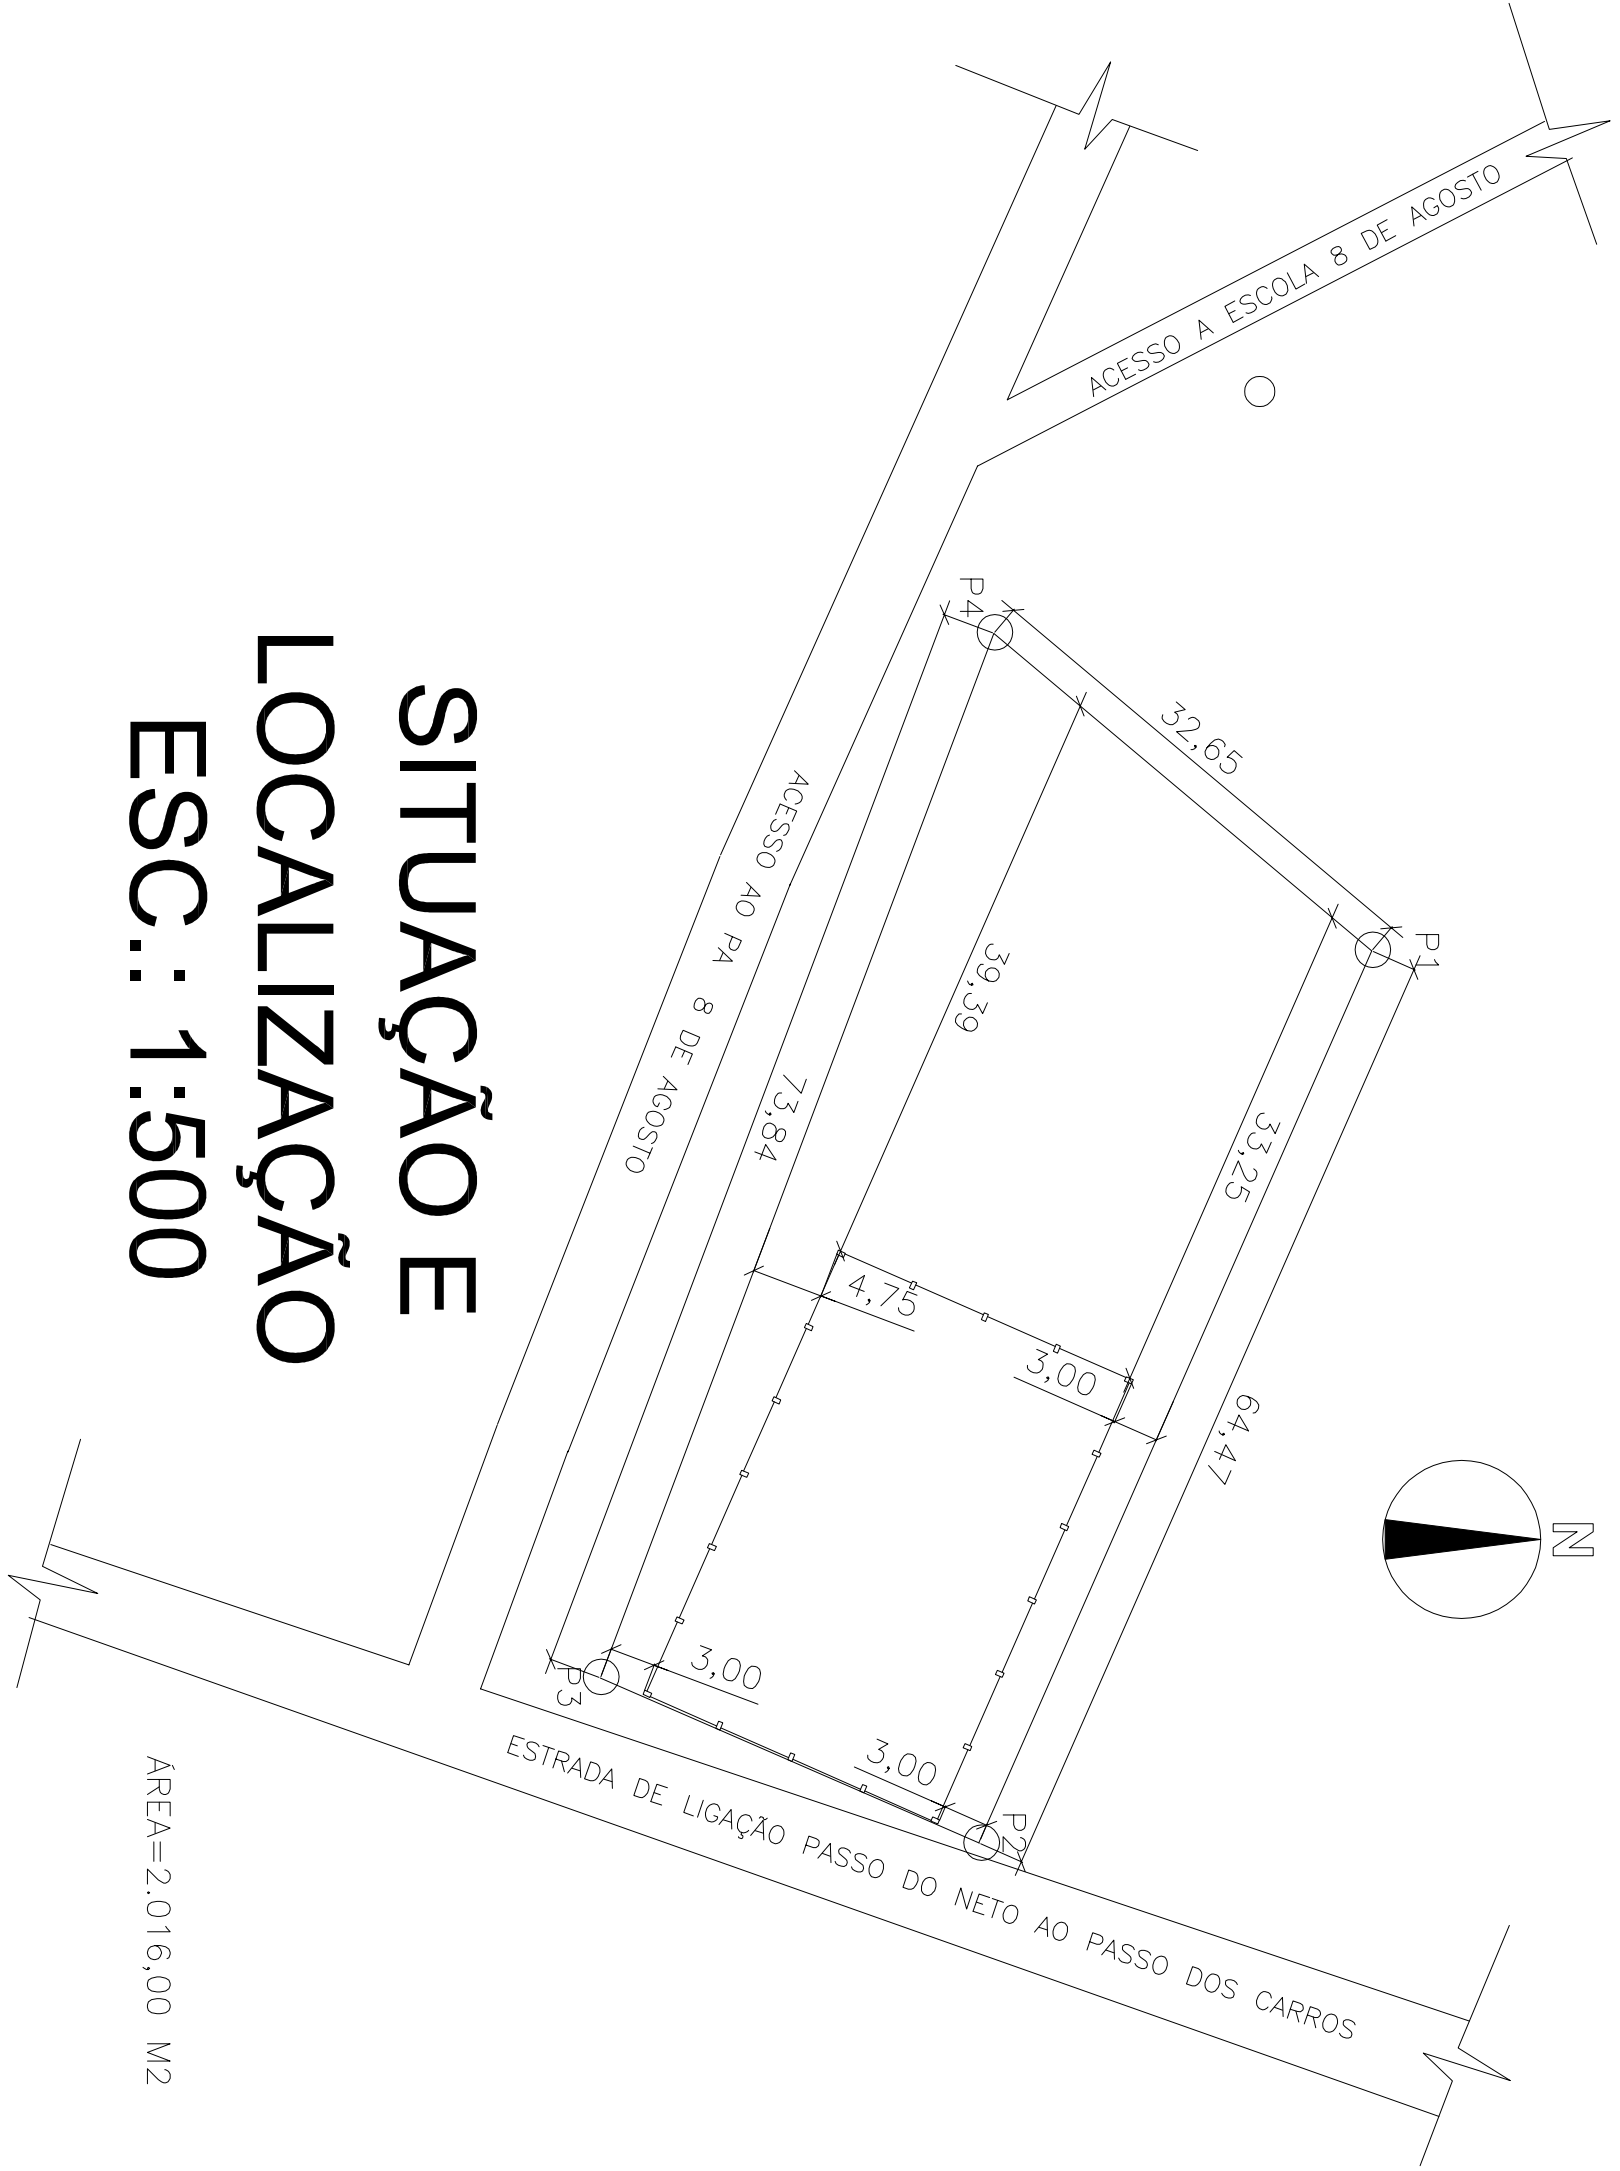 ACESSO A ESCOLA 8 DE AGOSTO
P4
32,65
P1
39,39
33,25
73,84
64,47
ACESSO AO PA 8 DE AGOSTO
4,75
3,00
3,00
3,00
P3
P2
N
ESTRADA DE LIGAÇÃO PASSO DO NETO AO PASSO DOS CARROS
SITUAÇÃO E
LOCALIZAÇÃO
ESC.: 1:500
ÁREA=2.016,00 M2